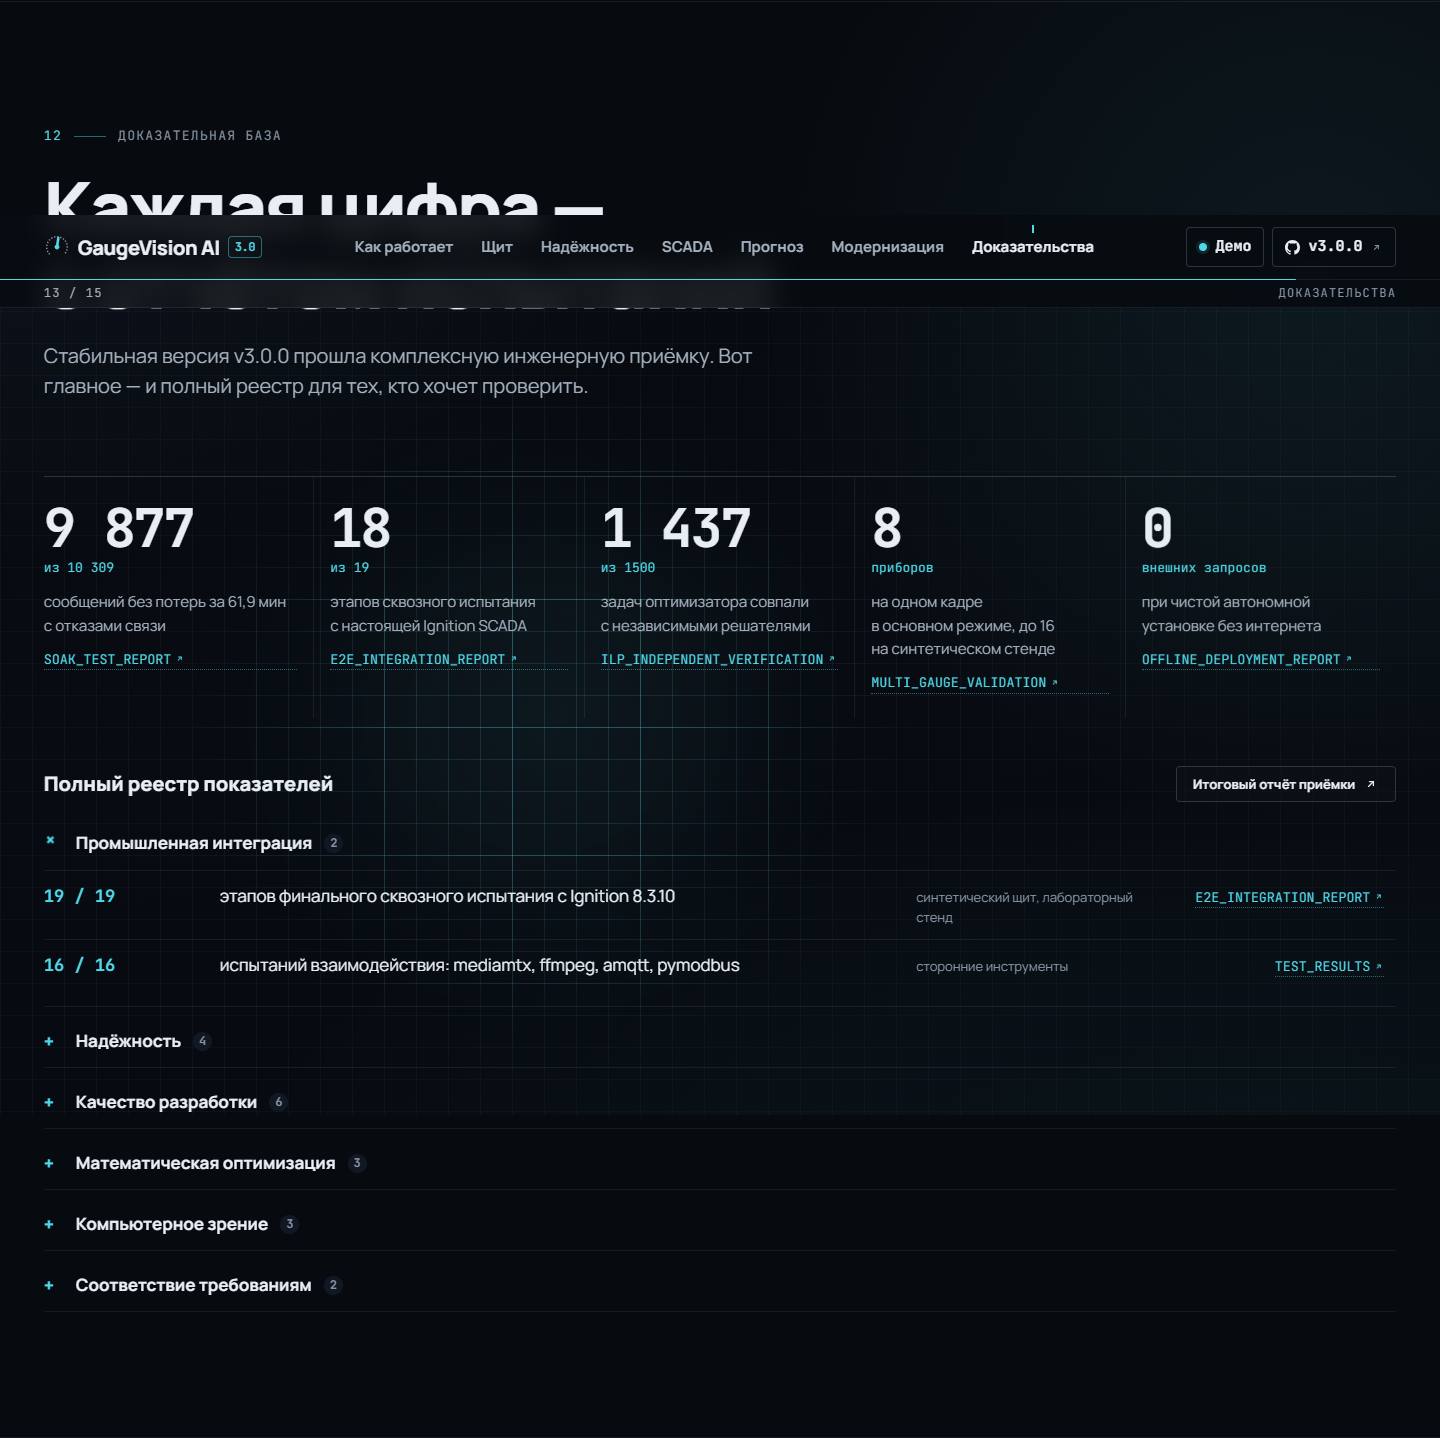 12 ДОКАЗАТЕЛЬНАЯ БАЗА
Каждая цифра —
GaugeVision AI 3.0 Как работает Щит Надёжность SCADA Прогноз Модернизация Доказательства Демо v3.0.0 ↗
13 / 15 ДОКАЗАТЕЛЬСТВА
Стабильная версия v3.0.0 прошла комплексную инженерную приёмку. Вот
главное — и полный реестр для тех, кто хочет проверить.
9 877 18 1 437 8 0
из 10 309 из 19 из 1500 приборов внешних запросов
сообщений без потерь за 61,9 мин
с отказами связи
SOAK_TEST_REPORT ↗
этапов сквозного испытания
с настоящей Ignition SCADA
E2E_INTEGRATION_REPORT ↗
задач оптимизатора совпали
с независимыми решателями
ILP_INDEPENDENT_VERIFICATION ↗
на одном кадре
в основном режиме, до 16
на синтетическом стенде
MULTI_GAUGE_VALIDATION ↗
при чистой автономной
установке без интернета
OFFLINE_DEPLOYMENT_REPORT ↗
Полный реестр показателей Итоговый отчёт приёмки ↗
Промышленная интеграция 2
19 / 19 этапов финального сквозного испытания с Ignition 8.3.10 синтетический щит, лабораторный E2E_INTEGRATION_REPORT ↗
стенд
16 / 16 испытаний взаимодействия: mediamtx, ffmpeg, amqtt, pymodbus сторонние инструменты TEST_RESULTS ↗
+ Надёжность 4
+ Качество разработки 6
+ Математическая оптимизация 3
+ Компьютерное зрение 3
+ Соответствие требованиям 2